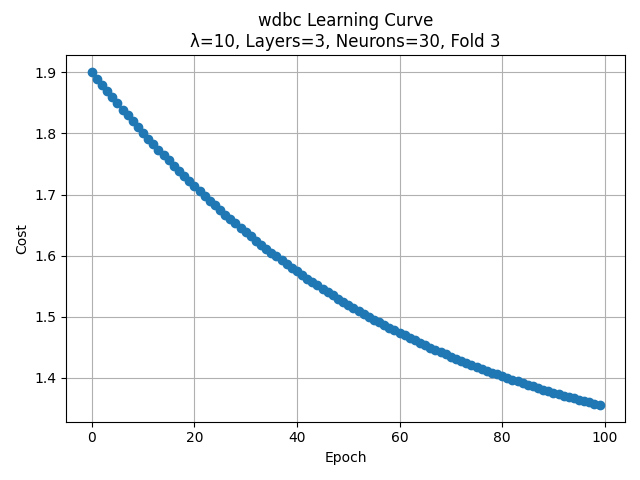 wdbc Learning Curve
λ=10, Layers=3, Neurons=30, Fold 3
1.9
1.8
1.7
1.6
1.5
1.4
Cost
0 20 40 60 80 100
Epoch